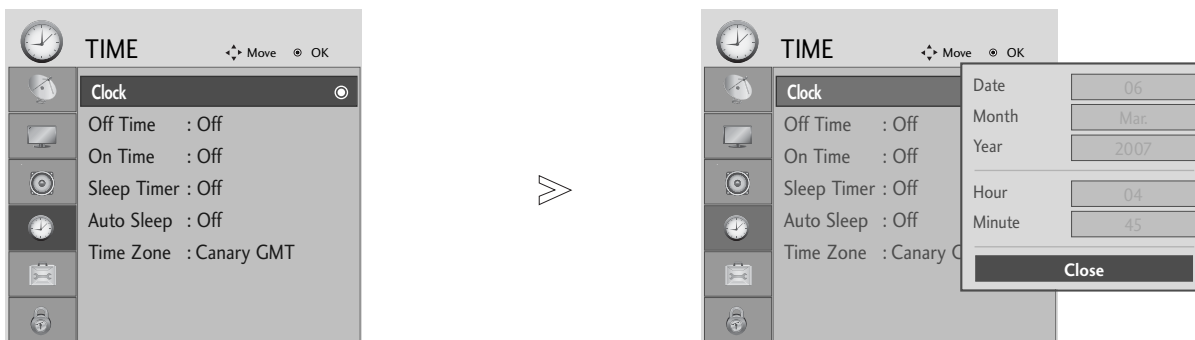 TIME
Move OK
Clock
Off Time : Off
On Time : Off
Sleep Timer : Off
Auto Sleep : Off
Time Zone : Canary GMT
TIME
Move OK
Clock
Off Time : Off
On Time : Off
Sleep Timer : Off
Auto Sleep : Off
Time Zone : Canary G
Date 06
Month Mar.
Year 2007
Hour 04
Minute 45
Close